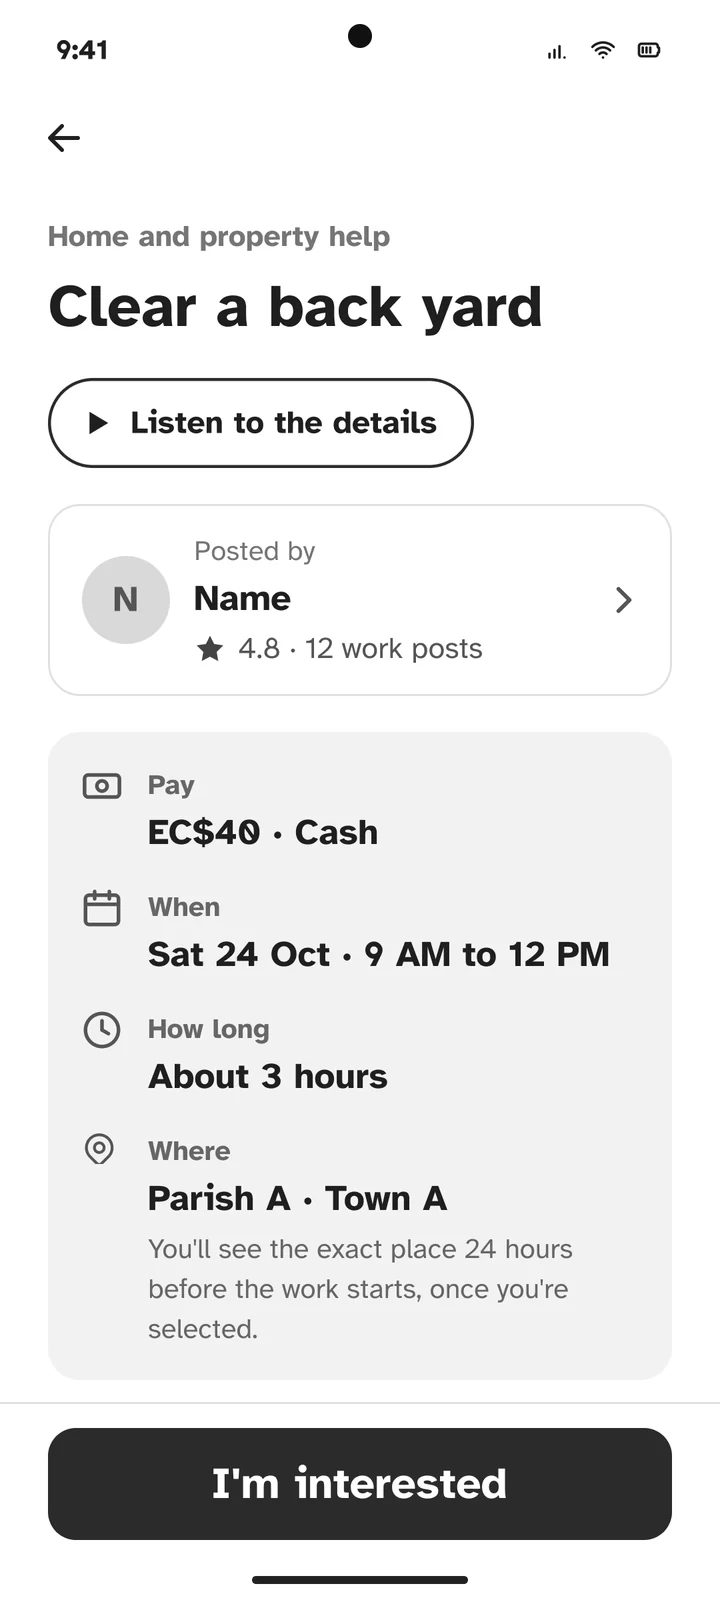 9:41
Home and property help
Clear a back yard
Listen to the details
Posted by
N
Name
4.8 · 12 work posts
Pay
EC$40 · Cash
When
Sat 24 Oct · 9 AM to 12 PM
How long
About 3 hours
Where
Parish A · Town A
You'll see the exact place 24 hours
before the work starts, once you're
selected.
I'm interested